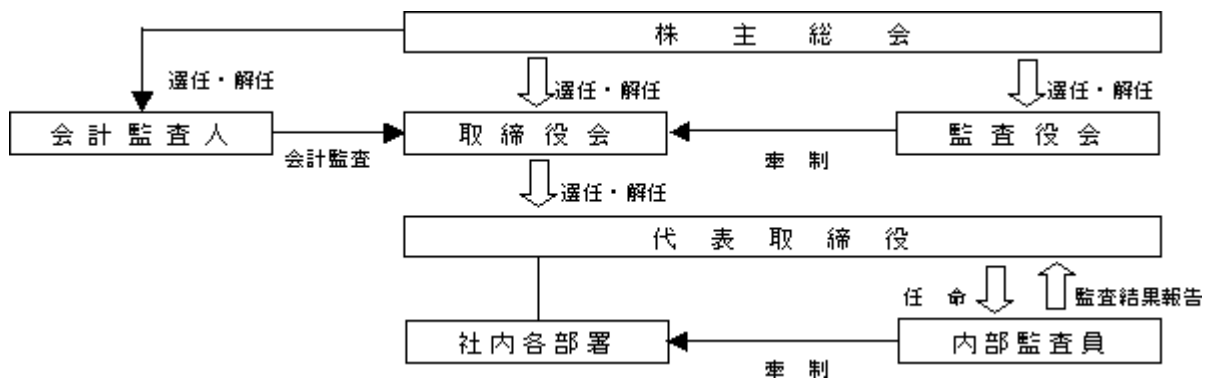 株主総会
選任・解任
選任・解任
選任・解任
会計監査人
取締役会
監査役会
会計監査
牽制
選任・解任
代表取締役
任命
監査結果報告
社内各部署
内部監査員
牽制